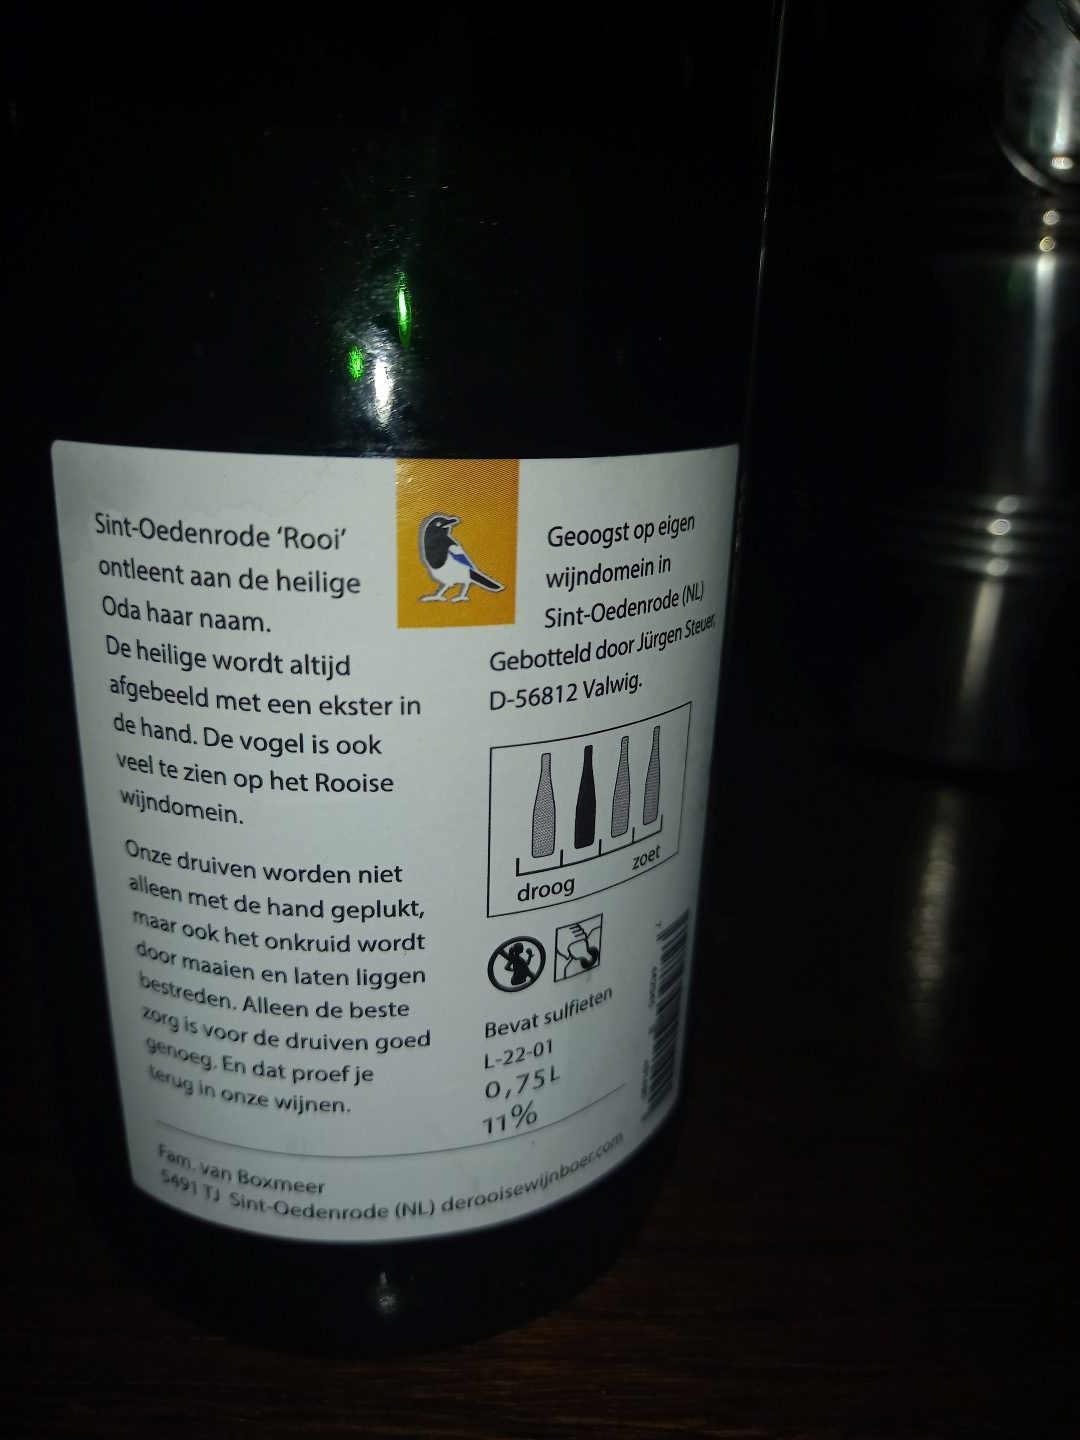 Sint-Oedenrode ‘Rooi’
ontleent aan de heilige
Oda haar naam.
De heilige wordt altijd
afgebeeld met een ekster in
de hand. De vogel is ook
veel te zien op het Rooise
wijndomein.
Onze druiven worden niet
alleen met de hand geplukt,
maar ook het onkruid wordt
door maaien en laten liggen
bestreden. Alleen de beste
zorg is voor de druiven goed
genoeg. En dat proef je
terug in onze wijnen.
Geoogst op eigen
wijndomein in
Sint-Oedenrode (NL)
Gebotteld door Jürgen Steuer,
D-56812 Valwig.
droog
zoet
Bevat sulfieten
L-22-01
0,75L
11%
Fam. van Boxmeer
5491 TJ Sint-Oedenrode (NL) derooisewijnboer.com